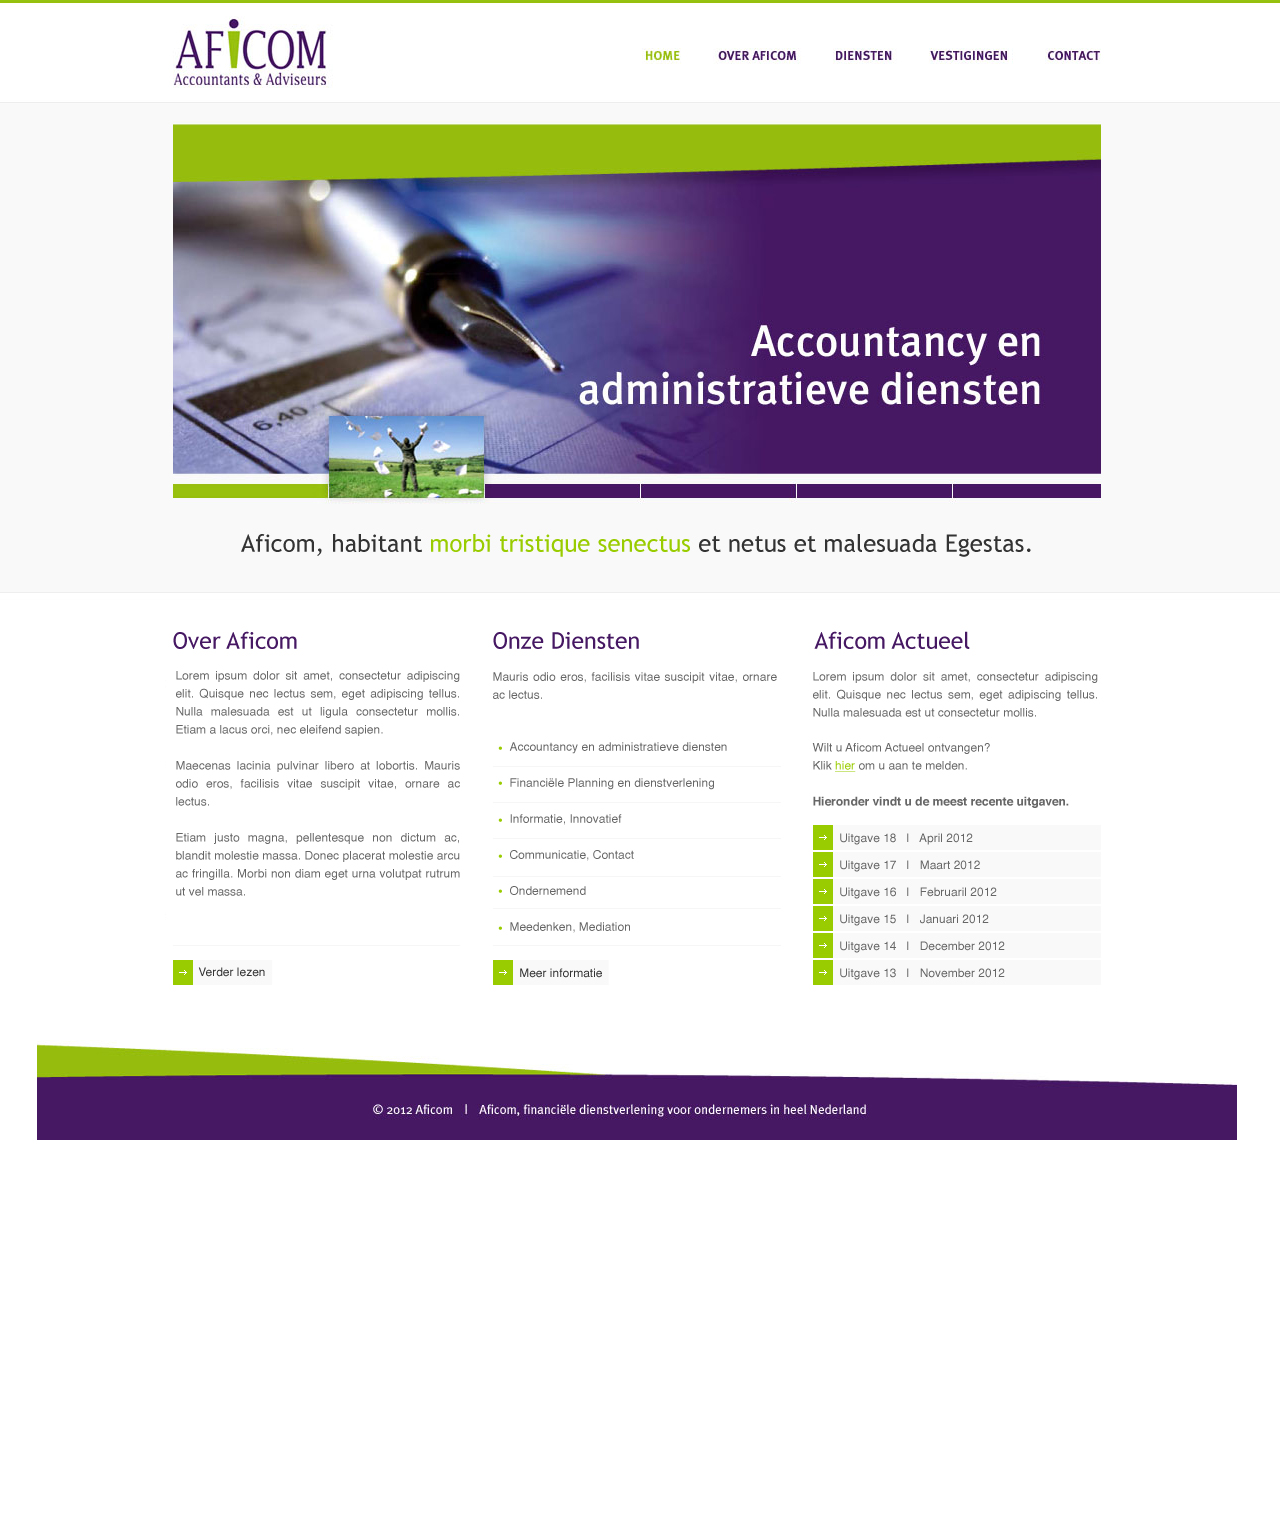 AFiCOM
Accountants & Adviseurs
HOME OVER AFICOM DIENSTEN VESTIGINGEN CONTACT
6,40
Accountancy en
administratieve diensten
Aficom, habitant morbi tristique senectus et netus et malesuada Egestas.
Over Aficom
Lorem ipsum dolor sit amet, consectetur adipiscing
elit. Quisque nec lectus sem, eget adipiscing tellus.
Nulla malesuada est ut ligula consectetur mollis.
Etiam a lacus orci, nec eleifend sapien.
Maecenas lacinia pulvinar libero at lobortis. Mauris
odio eros, facilisis vitae suscipit vitae, ornare ac
lectus.
Etiam justo magna, pellentesque non dictum ac,
blandit molestie massa. Donec placerat molestie arcu
ac fringilla. Morbi non diam eget urna volutpat rutrum
ut vel massa.
Verder lezen
Onze Diensten
Mauris odio eros, facilisis vitae suscipit vitae, ornare
ac lectus.
Accountancy en administratieve diensten
Financiële Planning en dienstverlening
Informatie, Innovatief
Communicatie, Contact
Ondernemend
Meedenken, Mediation
Meer informatie
Aficom Actueel
Lorem ipsum dolor sit amet, consectetur adipiscing
elit. Quisque nec lectus sem, eget adipiscing tellus.
Nulla malesuada est ut consectetur mollis.
Wilt u Aficom Actueel ontvangen?
Klik hier om u aan te melden.
Hieronder vindt u de meest recente uitgaven.
Uitgave 18 | April 2012
Uitgave 17 | Maart 2012
Uitgave 16 | Februaril 2012
Uitgave 15 | Januari 2012
Uitgave 14 | December 2012
Uitgave 13 | November 2012
© 2012 Aficom | Aficom, financiële dienstverlening voor ondernemers in heel Nederland